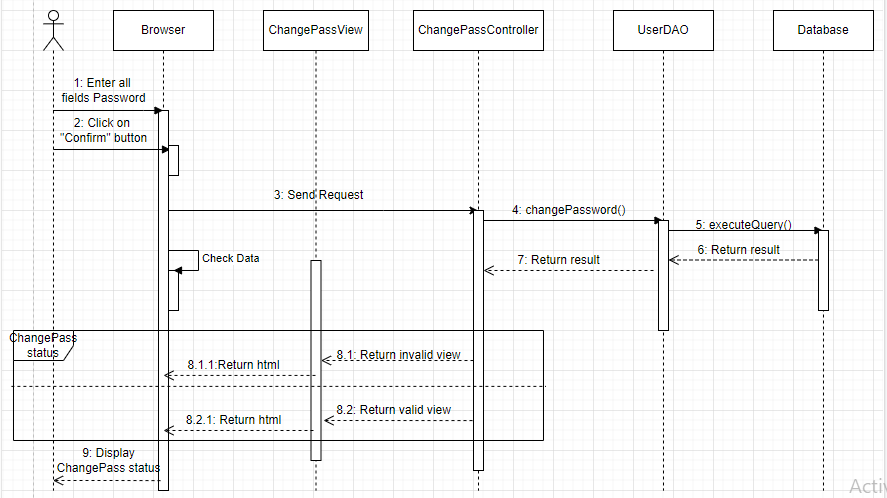 Browser
ChangePassView
ChangePassController
UserDAO
Database
1: Enter all
fields Password
2: Click on
"Confirm" button
3: Send Request
4: changePassword()
5: executeQuery()
6: Return result
7: Return result
Check Data
ChangePass
status
8.1: Return invalid view
8.1.1:Return html
8.2: Return valid view
8.2.1: Return html
9: Display
ChangePass status
Activ